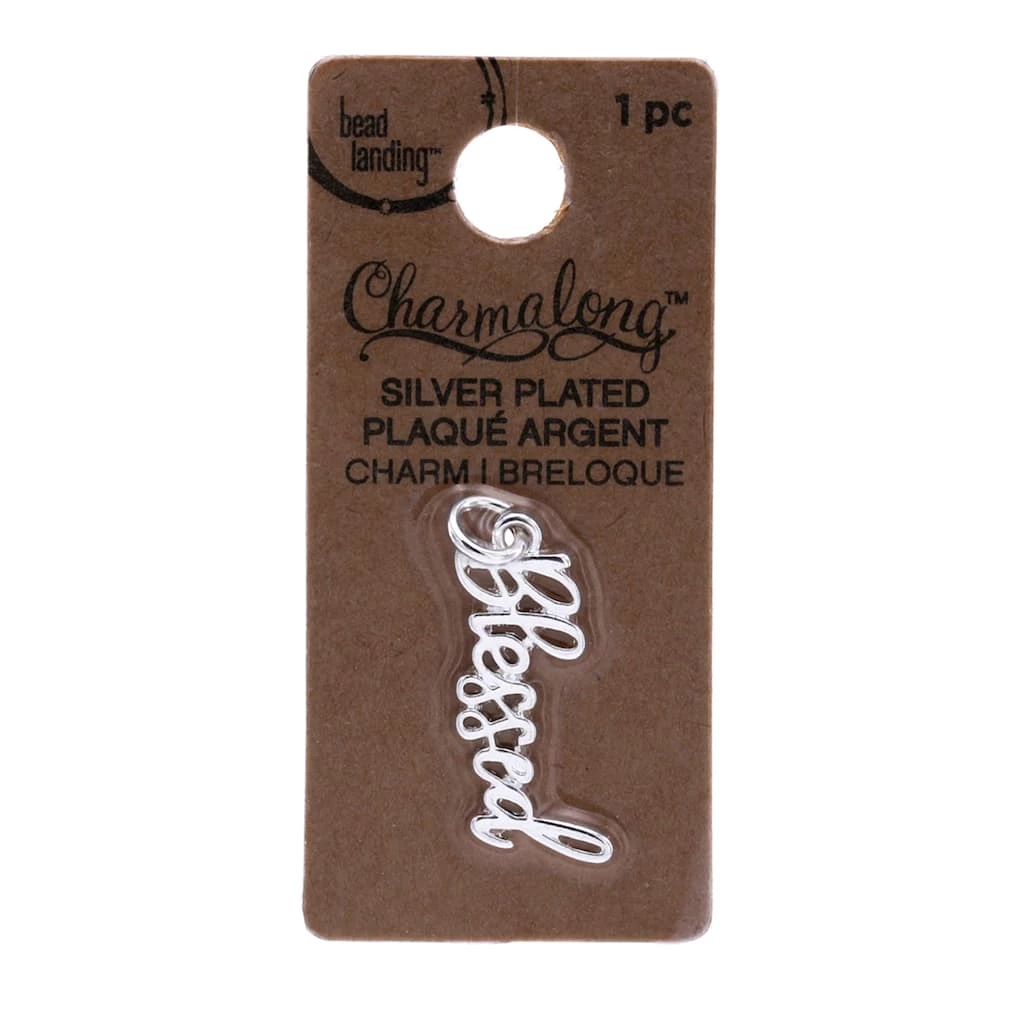 bead
landing™
1 pc
Charmalong™
SILVER PLATED
PLAQUÉ ARGENT
CHARM | BRELOQUE
Blessed